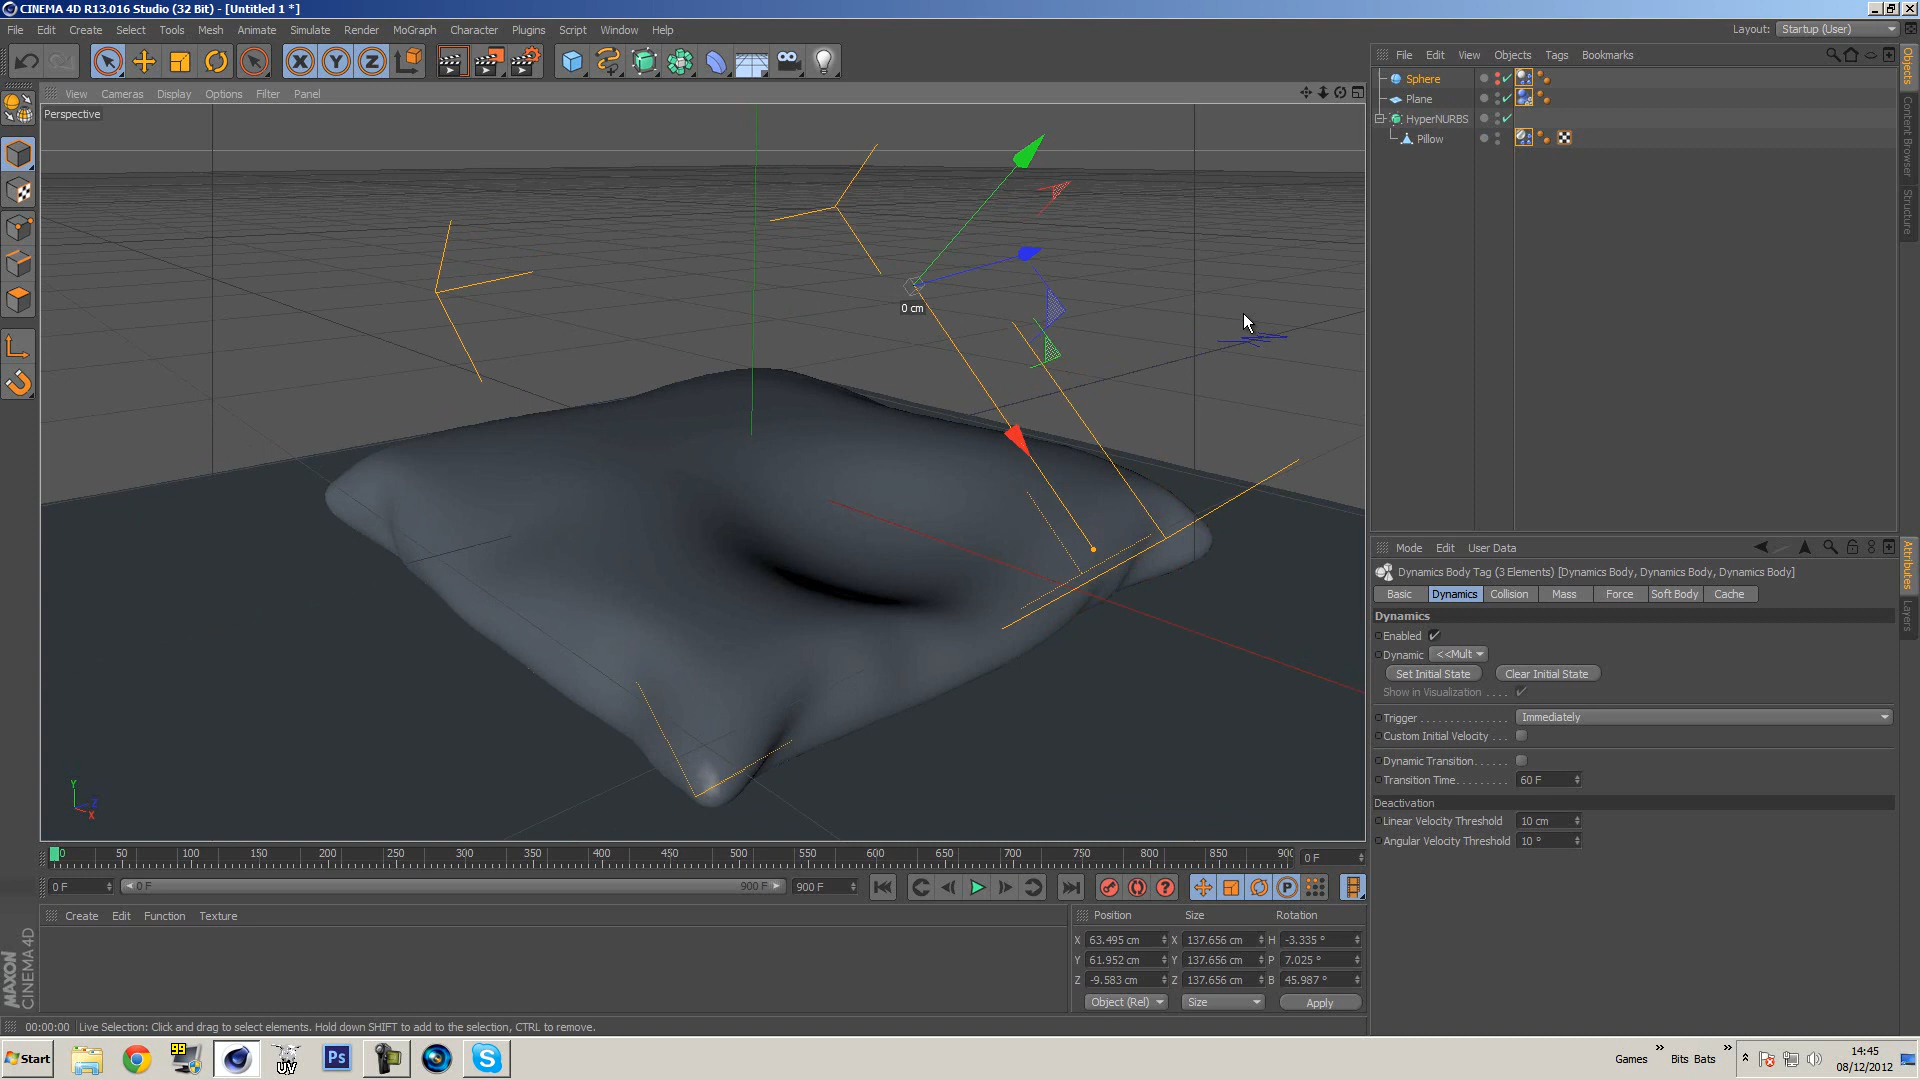 CINEMA 4D R13.016 Studio (32 Bit) - [Untitled 1 *]
File Edit Create Select Tools Mesh Animate Simulate Render MoGraph Character Plugins Script Window Help
Layout: Startup (User)
X Y Z
File Edit View Objects Tags Bookmarks
Sphere
Plane
HyperNURBS
Pillow
View Cameras Display Options Filter Panel
Perspective
0 cm
Y
Z
X
Objects
Content Browser
Structure
Mode Edit User Data
Dynamics Body Tag (3 Elements) [Dynamics Body, Dynamics Body, Dynamics Body]
Basic Dynamics Collision Mass Force Soft Body Cache
Dynamics
Enabled
Dynamic <<Mult
Set Initial State Clear Initial State
Show in Visualization . . . .
Trigger . . . . . . . . . . . . . . . Immediately
Custom Initial Velocity . . .
Dynamic Transition. . . . . .
Transition Time. . . . . . . . . 60 F
Deactivation
Linear Velocity Threshold 10 cm
Angular Velocity Threshold 10 °
Attributes
Layers
0 50 100 150 200 250 300 350 400 450 500 550 600 650 700 750 800 850 900 0 F
0 F 0 F 900 F 900 F
P
Create Edit Function Texture
Position Size Rotation
X 63.495 cm X 137.656 cm H -3.335 °
Y 61.952 cm Y 137.656 cm P 7.025 °
Z -9.583 cm Z 137.656 cm B 45.987 °
Object (Rel) Size Apply
MAXON
CINEMA 4D
00:00:00 Live Selection: Click and drag to select elements. Hold down SHIFT to add to the selection, CTRL to remove.
Start 99 UV Ps S Games » Bits Bats » 14:45
08/12/2012